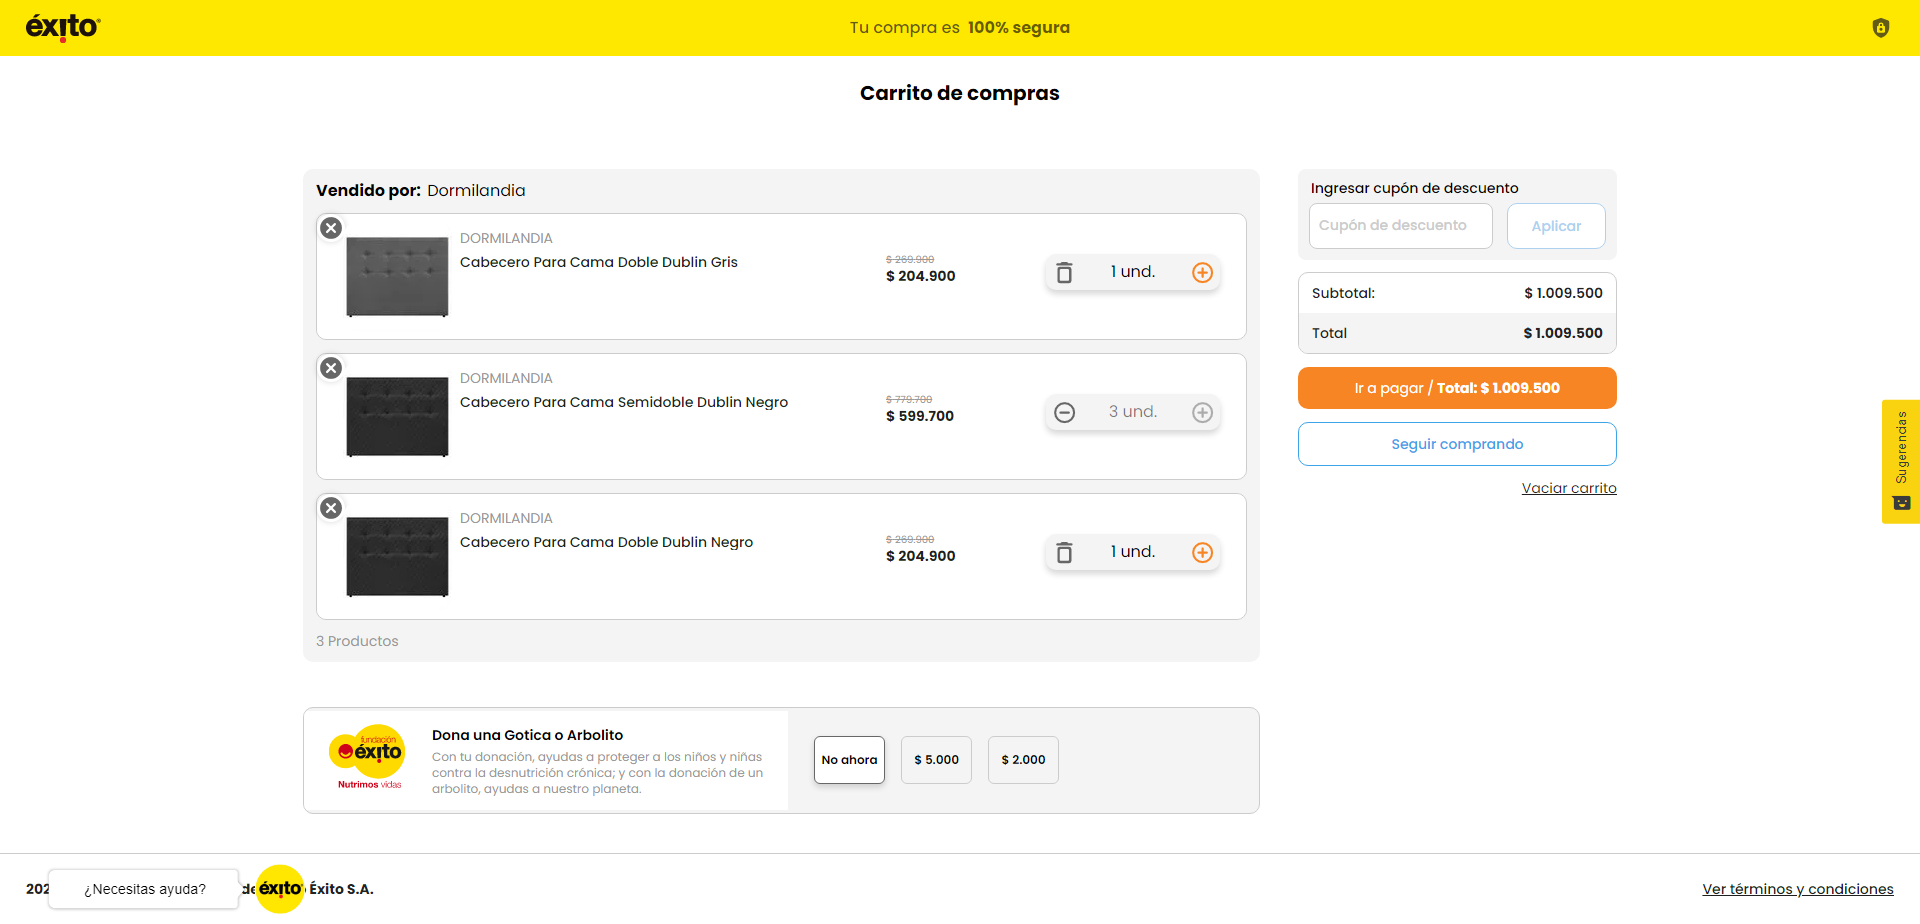 éxito
Tu compra es 100% segura
Carrito de compras
Vendido por: Dormilandia
DORMILANDIA
Cabecero Para Cama Doble Dublin Gris
$ 269.900
$ 204.900
1 und.
DORMILANDIA
Cabecero Para Cama Semidoble Dublin Negro
$ 779.700
$ 599.700
3 und.
DORMILANDIA
Cabecero Para Cama Doble Dublin Negro
$ 269.900
$ 204.900
1 und.
3 Productos
Ingresar cupón de descuento
Cupón de descuento
Aplicar
Subtotal: $ 1.009.500
Total $ 1.009.500
Ir a pagar / Total: $ 1.009.500
Seguir comprando
Vaciar carrito
Sugerencias
fundación
éxito
Nutrimos vidas
Dona una Gotica o Arbolito
Con tu donación, ayudas a proteger a los niños y niñas
contra la desnutrición crónica; y con la donación de un
arbolito, ayudas a nuestro planeta.
No ahora
$ 5.000
$ 2.000
¿Necesitas ayuda?
éxito
Éxito S.A.
Ver términos y condiciones